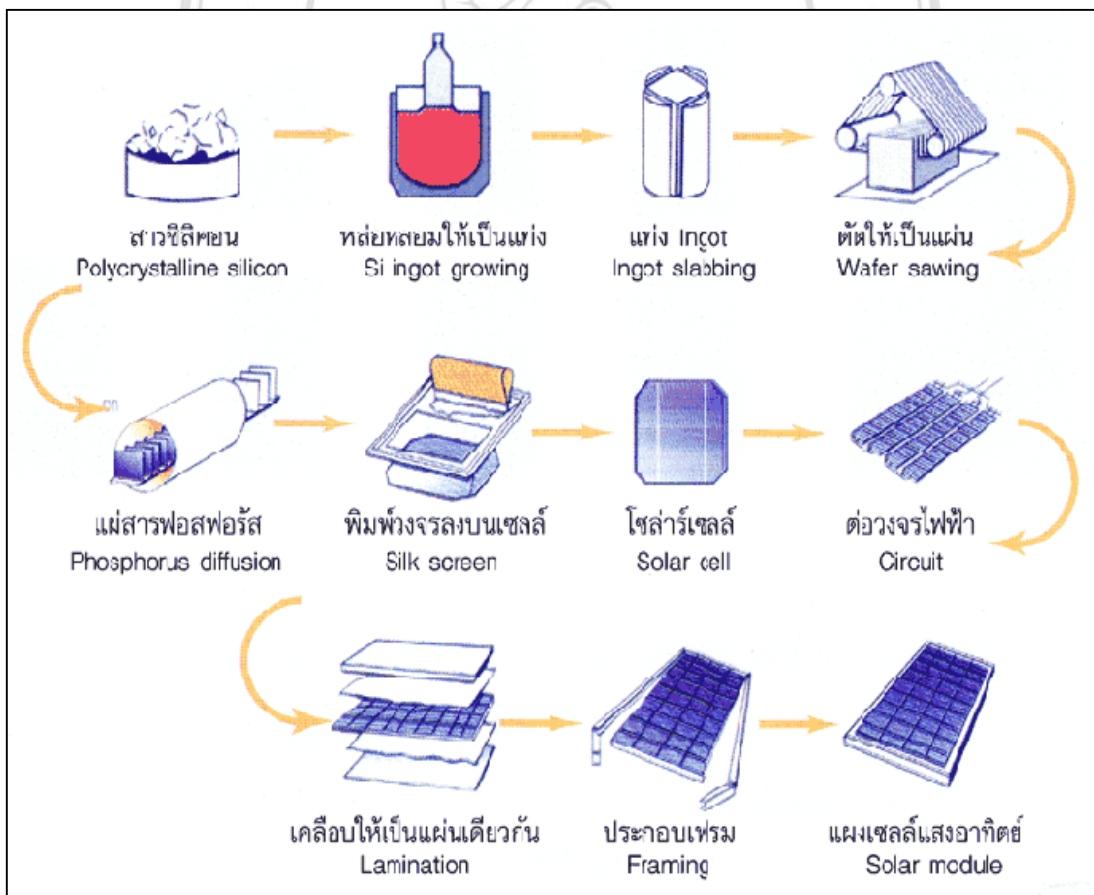 สารซิลิคอน
Polycrystalline silicon
หล่อหลอมให้เป็นแท่ง
Si ingot growing
แท่ง Ingot
Ingot slabbing
ตัดให้เป็นแผ่น
Wafer sawing
แผ่สารฟอสฟอรัส
Phosphorus diffusion
พิมพ์วงจรลงบนเซลล์
Silk screen
โซล่าร์เซลล์
Solar cell
ต่อวงจรไฟฟ้า
Circuit
เคลือบให้เป็นแผ่นเดียวกัน
Lamination
ประกอบเฟรม
Framing
แผงเซลล์แสงอาทิตย์
Solar module